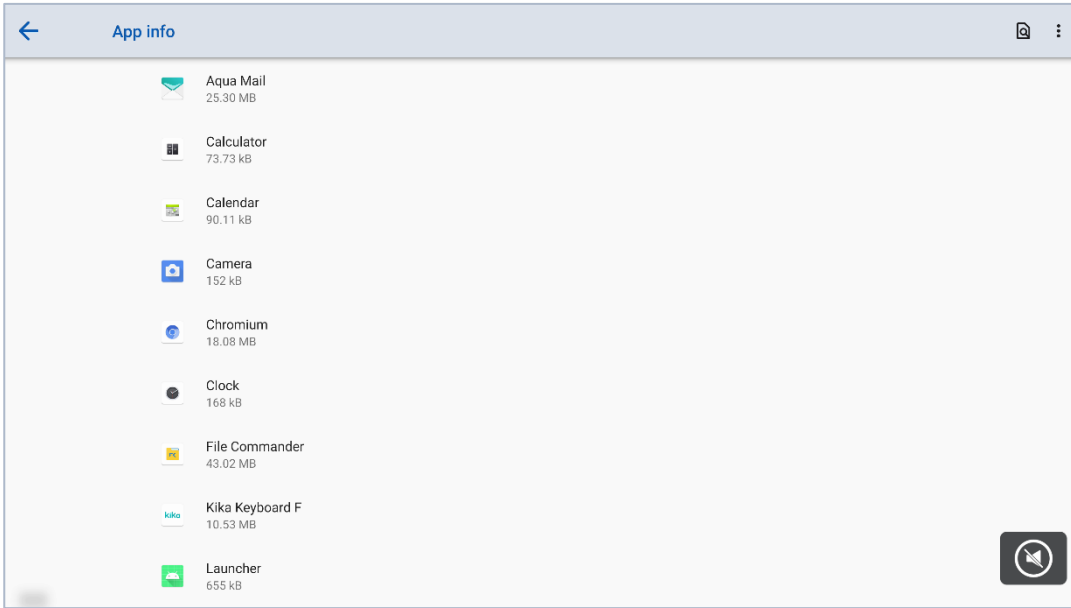 App info
Aqua Mail
25.30 MB
Calculator
73.73 kB
Calendar
90.11 kB
Camera
152 kB
Chromium
18.08 MB
Clock
168 kB
File Commander
43.02 MB
kika
Kika Keyboard F
10.53 MB
Launcher
655 kB